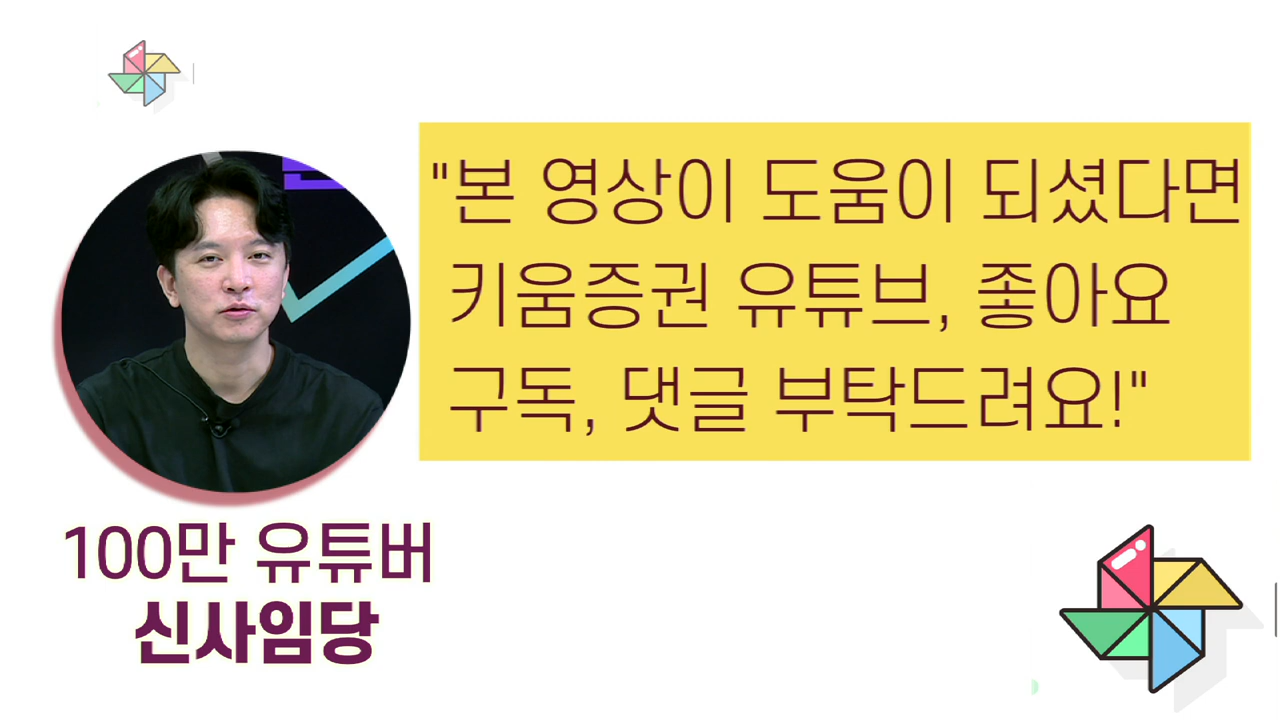 "본 영상이 도움이 되셨다면
키움증권 유튜브, 좋아요
구독, 댓글 부탁드려요!"
100만 유튜버
신사임당